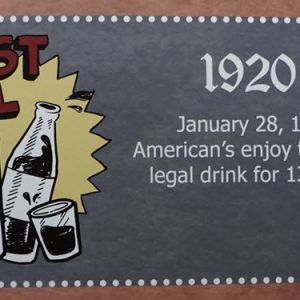 ST
L
1920
January 28, 1
American's enjoy t
legal drink for 13